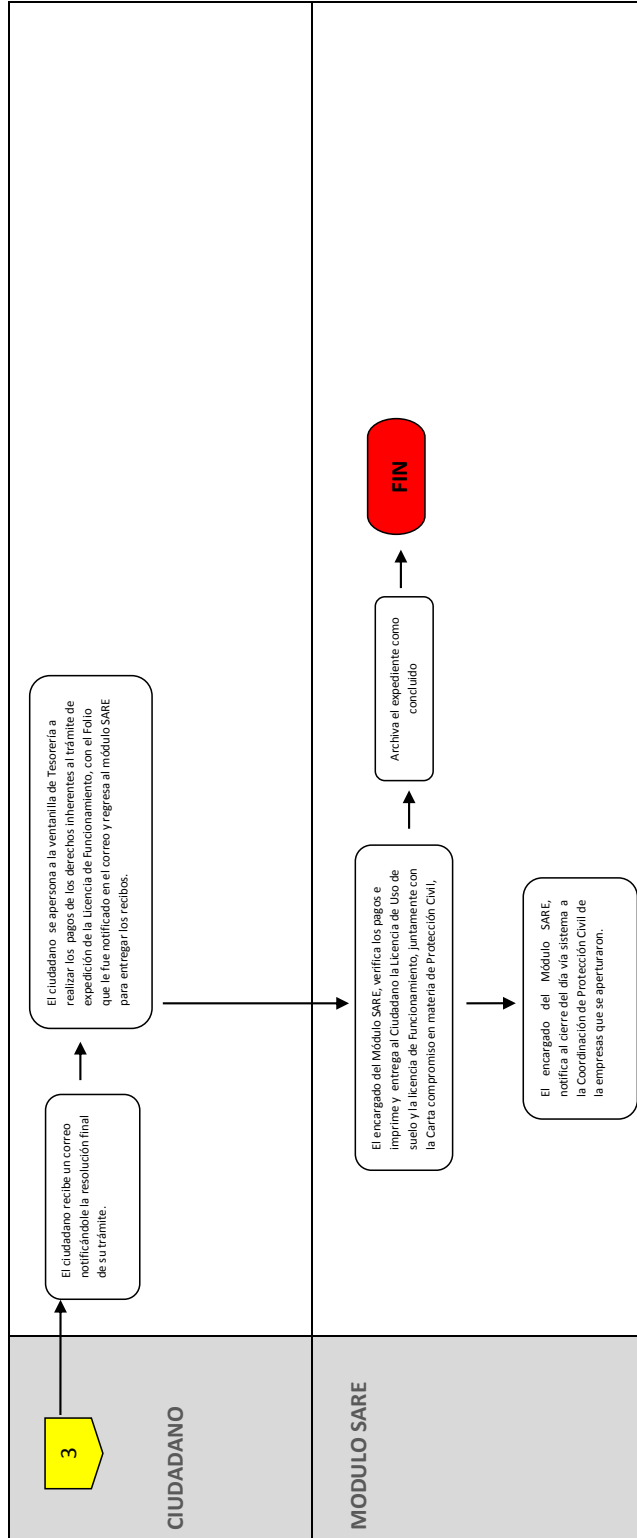 3
CIUDADANO
El ciudadano recibe un correo
notificándole la resolución final
de su trámite.
El ciudadano se apersona a la ventanilla de Tesorería a
realizar los pagos de los derechos inherentes al trámite de
expedición de la Licencia de Funcionamiento, con el Folio
que le fue notificado en el correo y regresa al módulo SARE
para entregar los recibos.
MODULO SARE
El encargado del Módulo SARE, verifica los pagos e
imprime y entrega al Ciudadano la Licencia de Uso de
suelo y la licencia de Funcionamiento, juntamente con
la Carta compromiso en materia de Protección Civil,
Archiva el expediente como
concluido
FIN
El encargado del Módulo SARE,
notifica al cierre del día vía sistema a
la Coordinación de Protección Civil de
la empresas que se aperturaron.